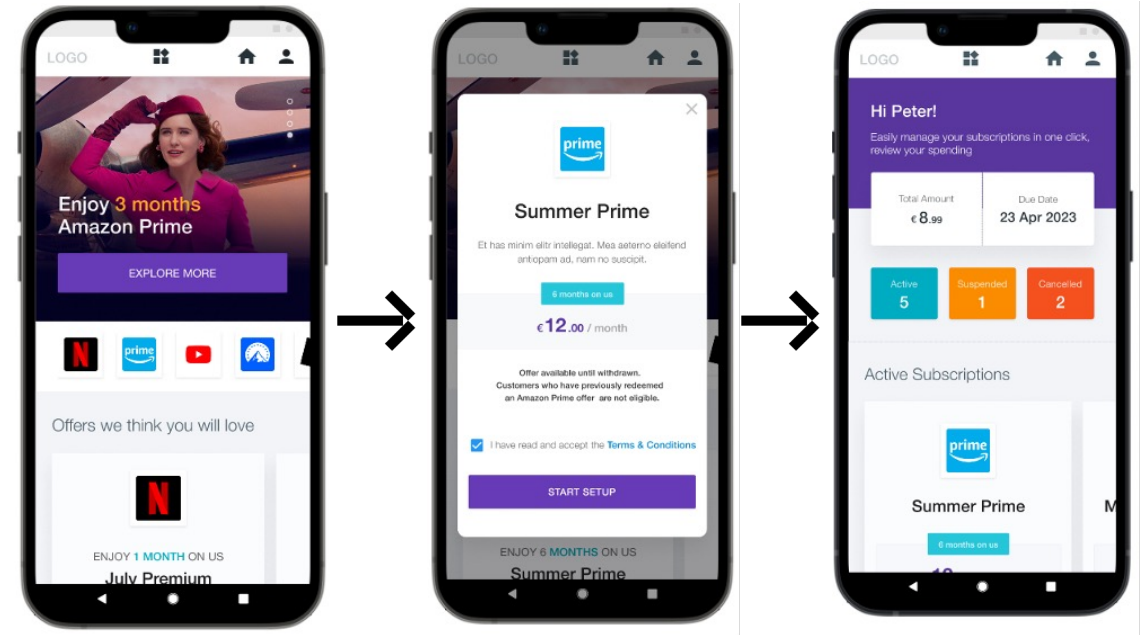 LOGO
Enjoy 3 months
Amazon Prime
EXPLORE MORE
N
prime
Offers we think you will love
N
ENJOY 1 MONTH ON US
July Premium
LOGO
prime
Summer Prime
Et has minim elitr intellegat. Mea aeterno eleifend
antiopam ad, nam no suscipit.
6 months on us
€12.00 / month
Offer available until withdrawn.
Customers who have previously redeemed
an Amazon Prime offer are not eligible.
I have read and accept the Terms & Conditions
START SETUP
ENJOY 6 MONTHS ON US
Summer Prime
LOGO
Hi Peter!
Easily manage your subscriptions in one click,
review your spending
Total Amount
€8.99
Due Date
23 Apr 2023
Active
5
Suspended
1
Cancelled
2
Active Subscriptions
prime
Summer Prime
M
6 months on us